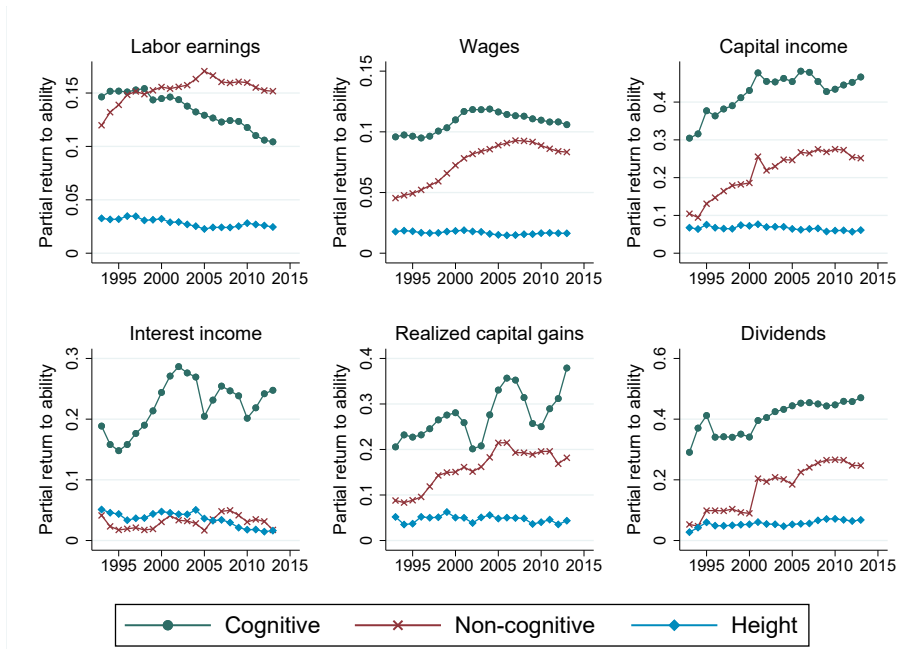 Labor earnings
Partial return to ability
0.15
0.1
0.05
0
1995 2000 2005 2010 2015
Wages
Partial return to ability
0.15
0.1
0.05
0
1995 2000 2005 2010 2015
Capital income
Partial return to ability
0.4
0.3
0.2
0.1
0
1995 2000 2005 2010 2015
Interest income
Partial return to ability
0.3
0.2
0.1
0
1995 2000 2005 2010 2015
Realized capital gains
Partial return to ability
0.4
0.3
0.2
0.1
0
1995 2000 2005 2010 2015
Dividends
Partial return to ability
0.6
0.4
0.2
0
1995 2000 2005 2010 2015
Cognitive Non-cognitive Height